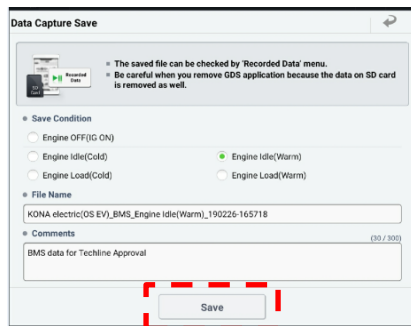 Data Capture Save
Recorded
Data
SD
Card
The saved file can be checked by 'Recorded Data' menu.
Be careful when you remove GDS application because the data on SD card
is removed as well.
Save Condition
Engine OFF(IG ON)
Engine Idle(Cold)
Engine Idle(Warm)
Engine Load(Cold)
Engine Load(Warm)
File Name
KONA electric(OS EV)_BMS_Engine Idle(Warm)_190226-165718
Comments
(30 / 300)
BMS data for Techline Approval
Save